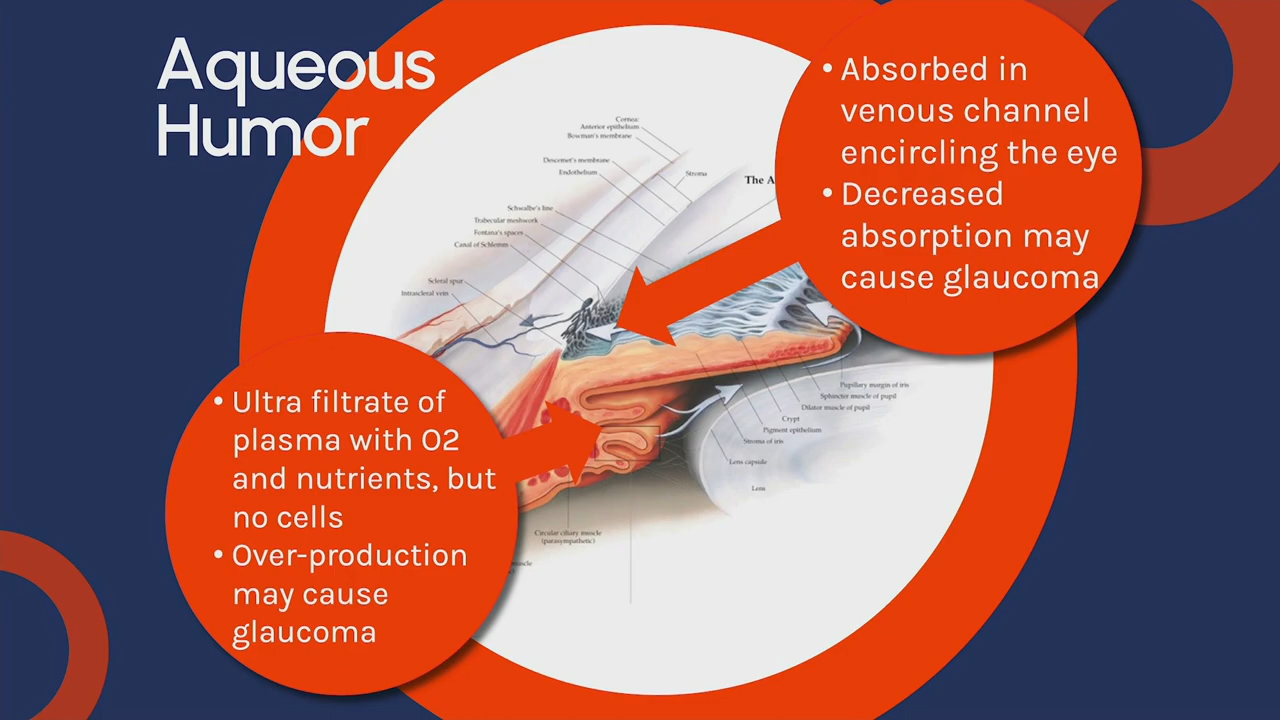 Aqueous
Humor
• Absorbed in
venous channel
encircling the eye
• Decreased
absorption may
cause glaucoma
Cornea:
Anterior epithelium
Bowman's membrane
Descemet's membrane
Endothelium
Stroma
The A
Schwalbe's line
Trabecular meshwork
Fontana's spaces
Canal of Schlemm
Scleral spur
Intrascleral vein
• Ultra filtrate of
plasma with O2
and nutrients, but
no cells
• Over-production
may cause
glaucoma
Pupillary margin of iris
Sphincter muscle of pupil
Dilator muscle of pupil
Crypt
Pigment epithelium
Stroma of iris
Lens capsule
Lens
Circular ciliary muscle
(parasympathetic)
muscle